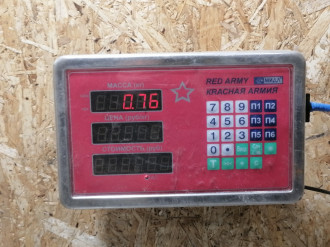 RED ARMY
МИДЛ
КРАСНАЯ АРМИЯ
МАССА (кг)
0.76
ЦЕНА (руб/кг)
СТОИМОСТЬ (руб)
7 8 9 П1 П2
4 5 6 П3 П4
1 2 3 П5 П6
0